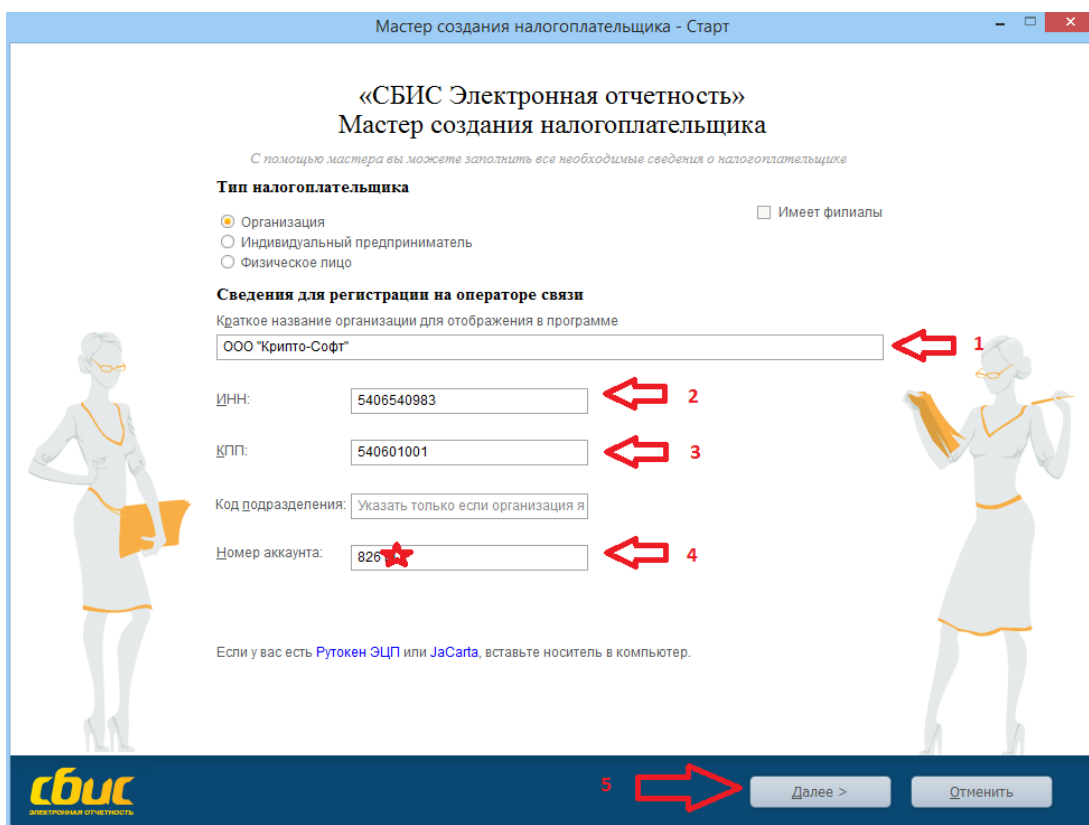 Мастер создания налогоплательщика - Старт
«СБИС Электронная отчетность»
Мастер создания налогоплательщика
С помощью мастера вы можете заполнить все необходимые сведения о налогоплательщике
Тип налогоплательщика
Организация
Имеет филиалы
Индивидуальный предприниматель
Физическое лицо
Сведения для регистрации на операторе связи
Краткое название организации для отображения в программе
ООО "Крипто-Софт"
1
ИНН: 5406540983
2
КПП: 540601001
3
Код подразделения: Указать только если организация я
Номер аккаунта: 826
4
Если у вас есть Рутокен ЭЦП или JaCarta, вставьте носитель в компьютер.
сбис
ЭЛЕКТРОННАЯ ОТЧЕТНОСТЬ
5
Далее >
Отменить